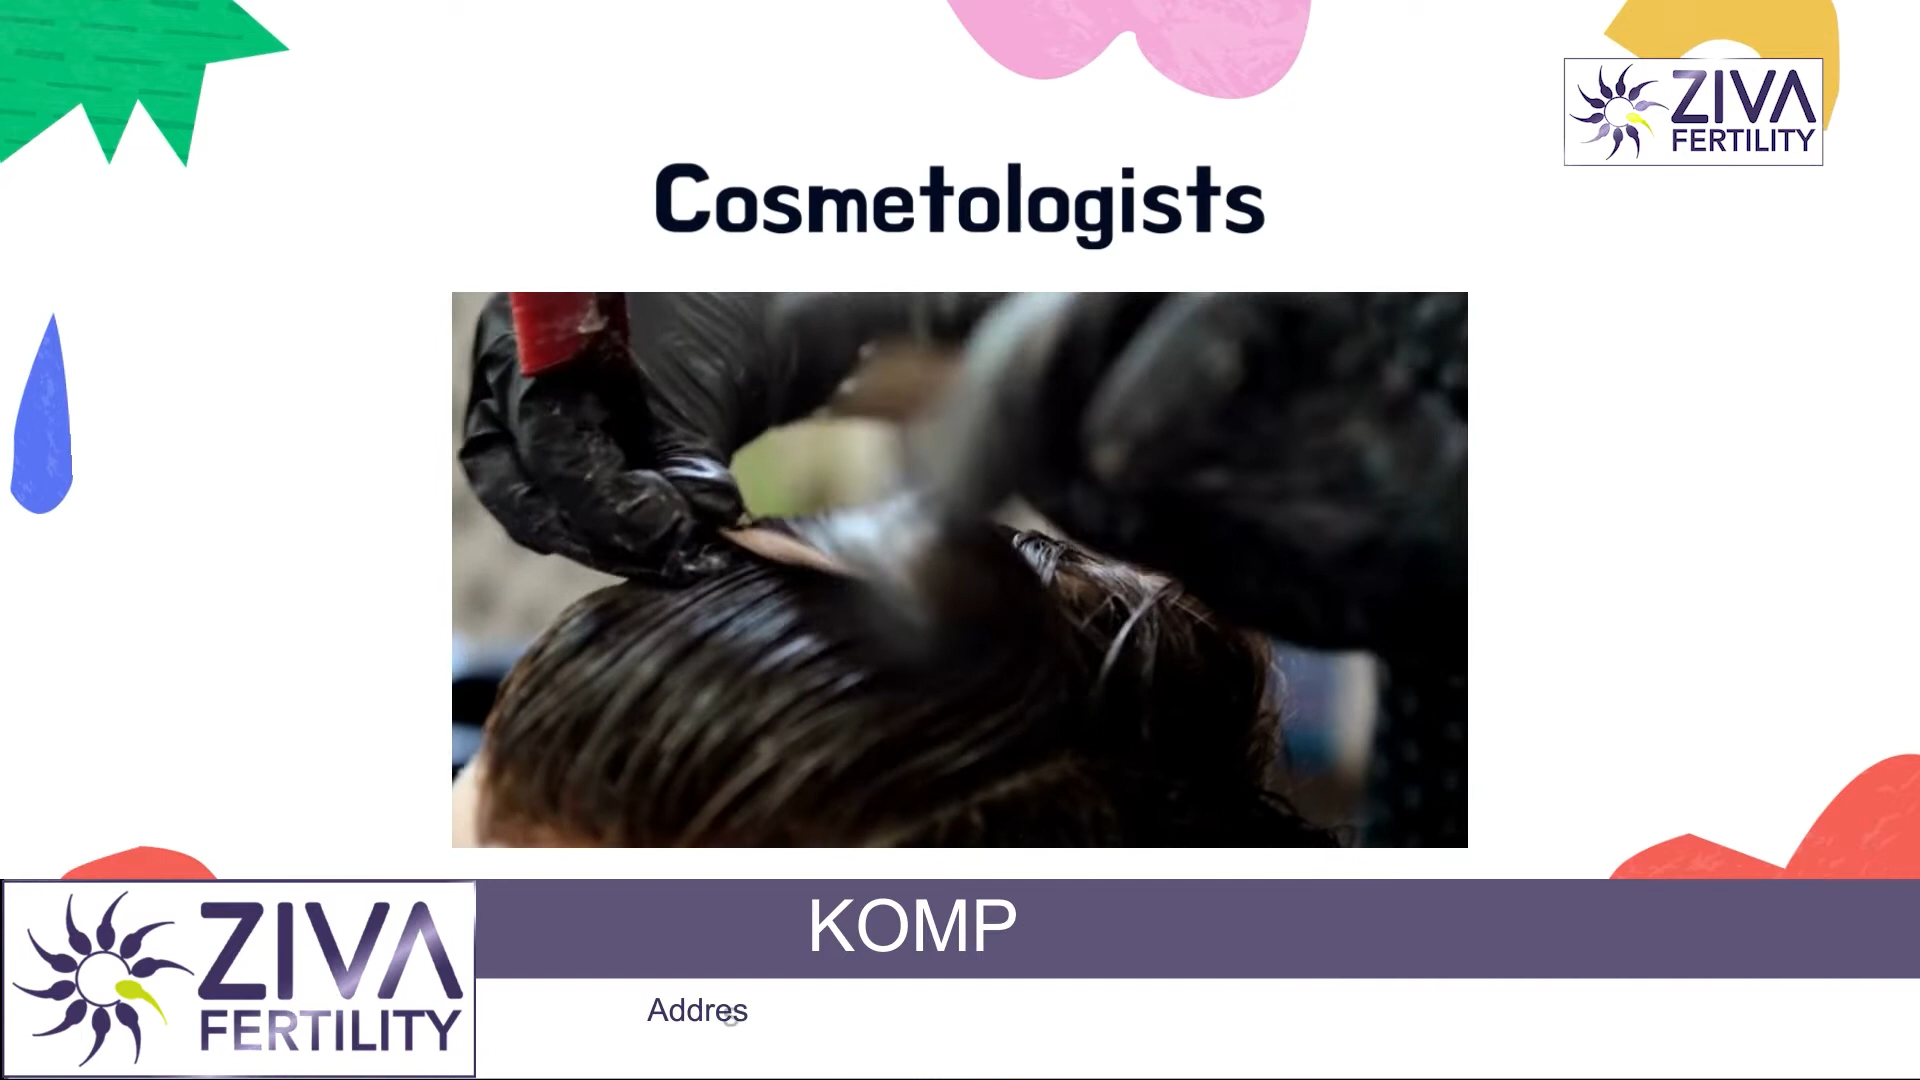 ZIVA
FERTILITY
Cosmetologists
ZIVA
FERTILITY
KOMP
Addres